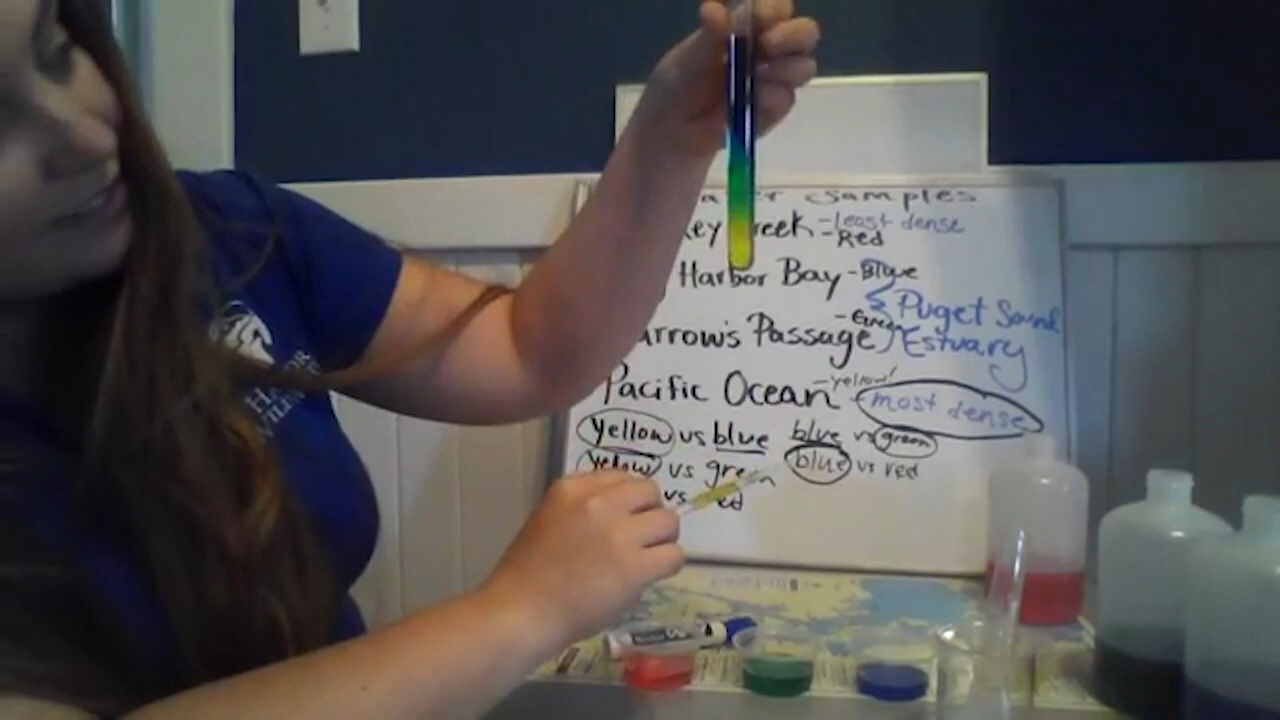 Samples
Creek - Least dense
Red
Harbor Bay - Blue
Puget Sound
- Green
Passage
Estuary
Pacific Ocean - yellow!
most dense
yellow vs blue blue vs green
yellow vs green blue vs red
vs